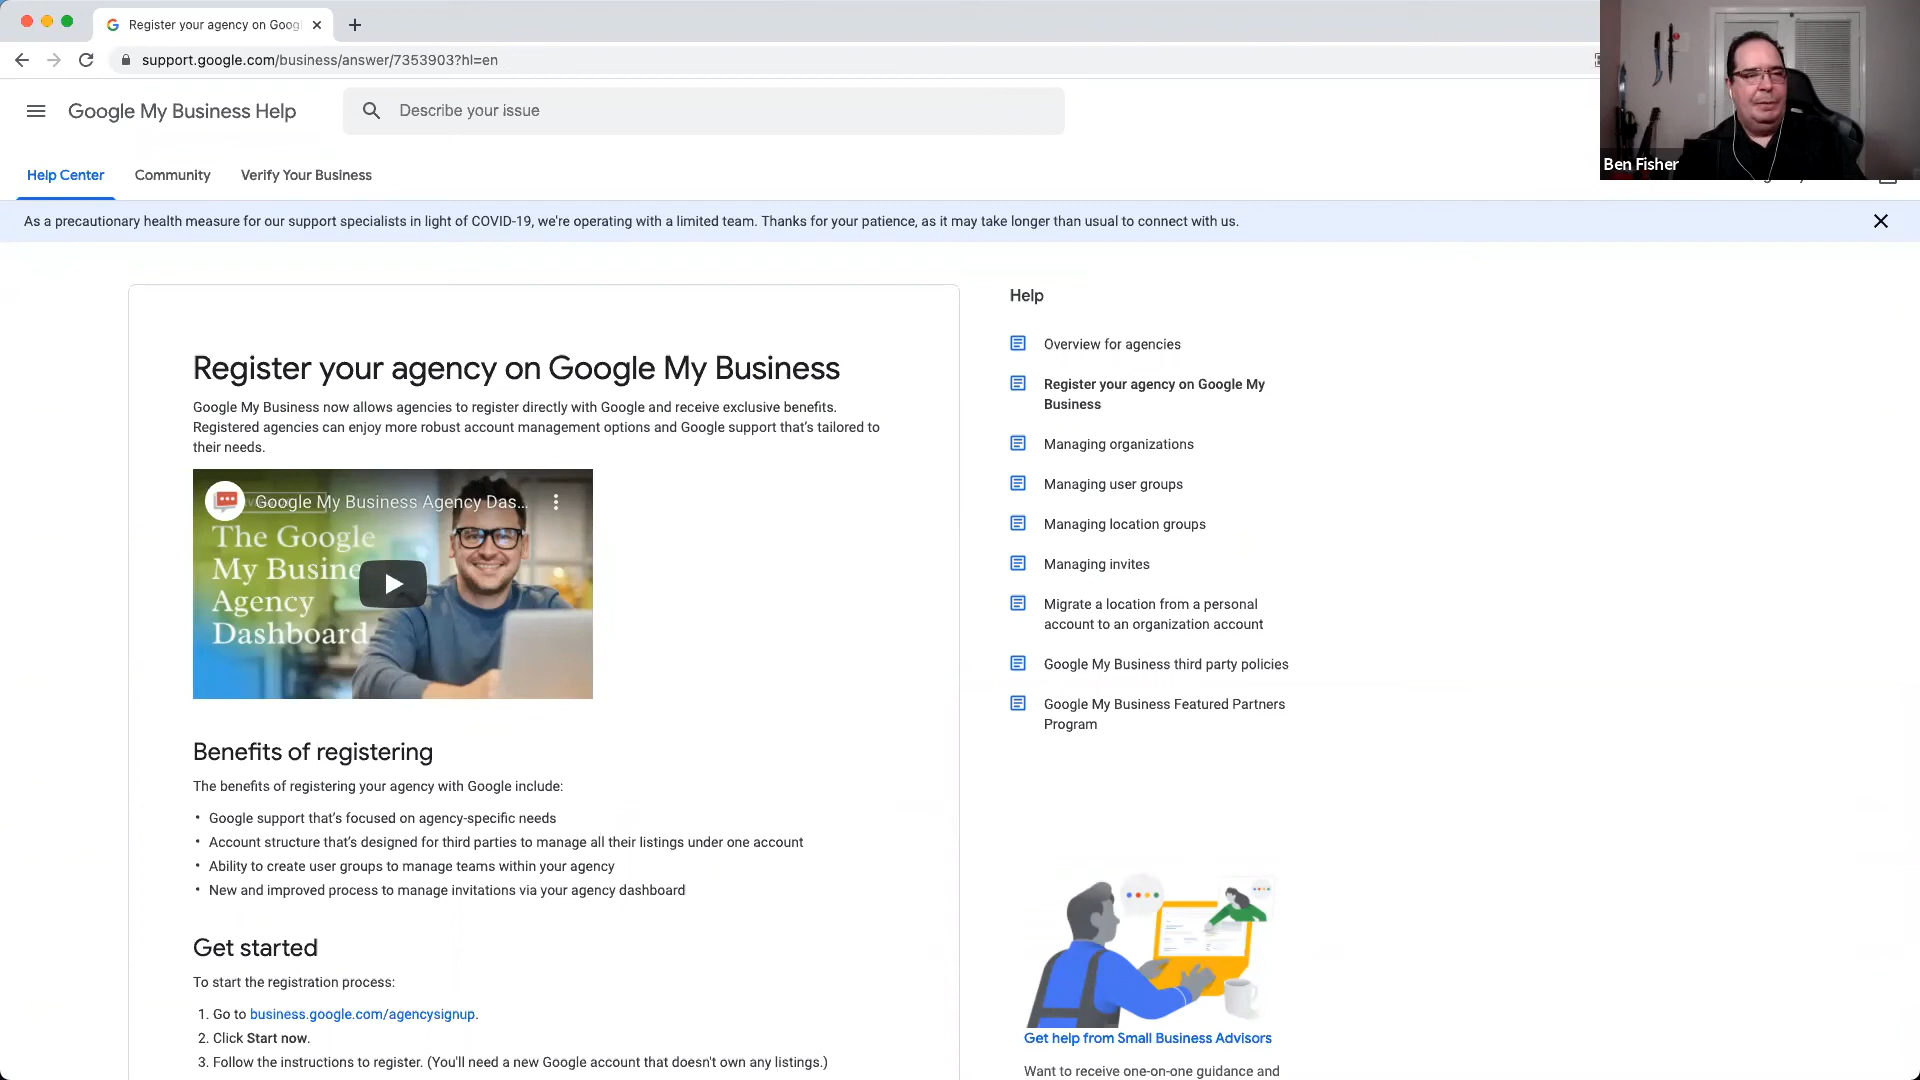 Register your agency on Goog
support.google.com/business/answer/7353903?hl=en
Google My Business Help
Describe your issue
Ben Fisher
Help Center
Community
Verify Your Business
As a precautionary health measure for our support specialists in light of COVID-19, we're operating with a limited team. Thanks for your patience, as it may take longer than usual to connect with us.
Register your agency on Google My Business
Google My Business now allows agencies to register directly with Google and receive exclusive benefits.
Registered agencies can enjoy more robust account management options and Google support that's tailored to
their needs.
Google My Business Agency Das...
The Google
My Busine
Agency
Dashboard
Benefits of registering
The benefits of registering your agency with Google include:
• Google support that's focused on agency-specific needs
• Account structure that's designed for third parties to manage all their listings under one account
• Ability to create user groups to manage teams within your agency
• New and improved process to manage invitations via your agency dashboard
Get started
To start the registration process:
1. Go to business.google.com/agencysignup.
2. Click Start now.
3. Follow the instructions to register. (You'll need a new Google account that doesn't own any listings.)
Help
Overview for agencies
Register your agency on Google My
Business
Managing organizations
Managing user groups
Managing location groups
Managing invites
Migrate a location from a personal
account to an organization account
Google My Business third party policies
Google My Business Featured Partners
Program
Get help from Small Business Advisors
Want to receive one-on-one guidance and